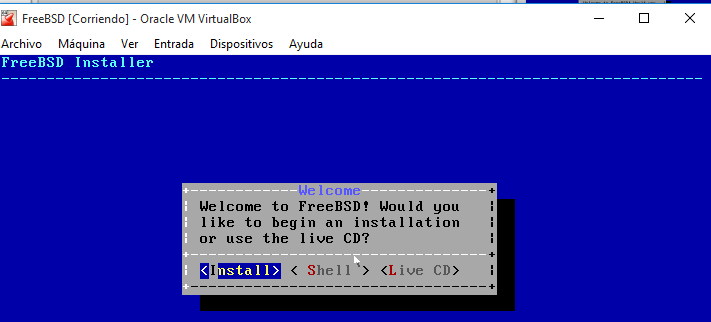 FreeBSD [Corriendo] - Oracle VM VirtualBox
Archivo Máquina Ver Entrada Dispositivos Ayuda
FreeBSD Installer
Welcome
Welcome to FreeBSD! Would you
like to begin an installation
or use the live CD?
<Install> < Shell > <Live CD>